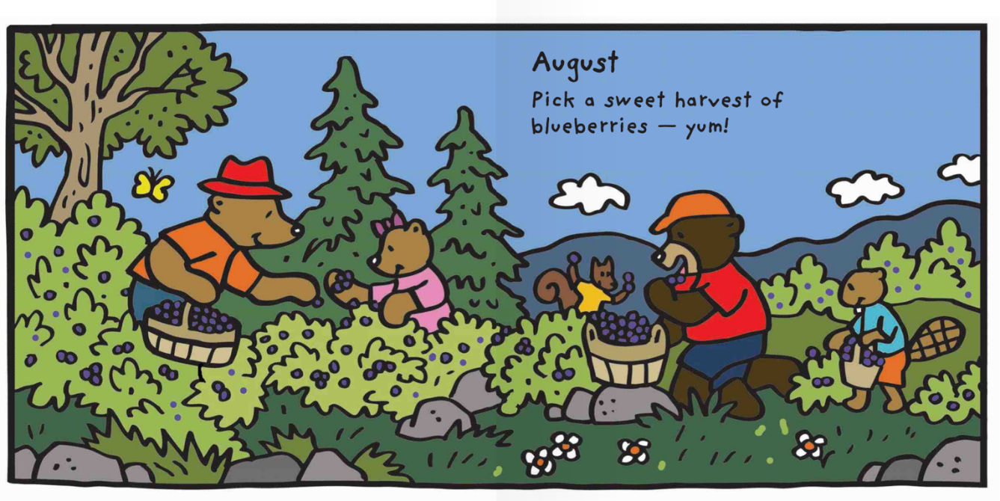 August
Pick a sweet harvest of
blueberries — yum!